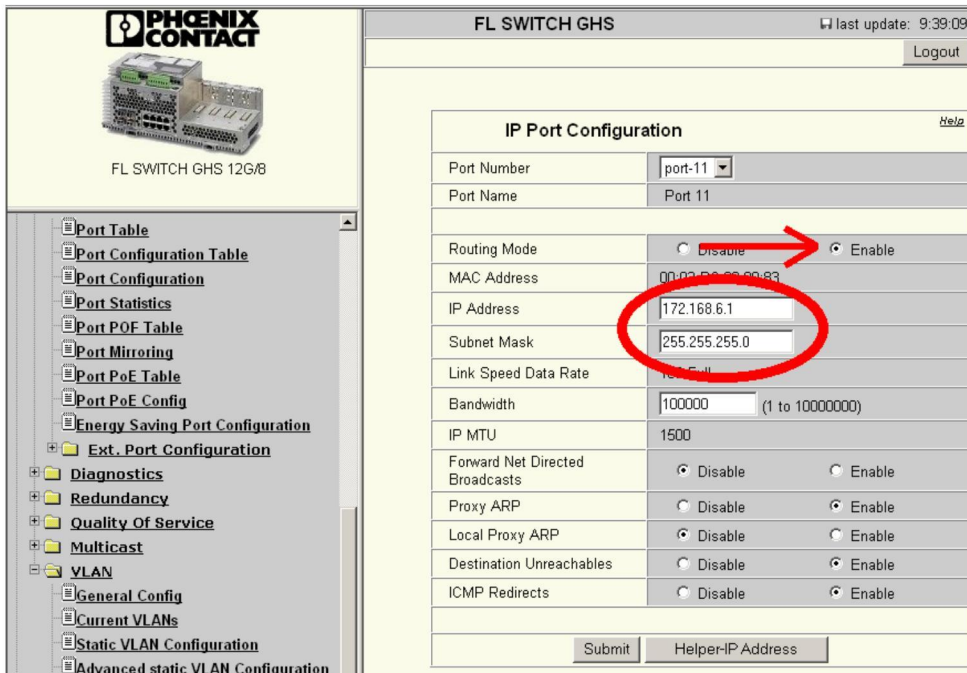 PHŒNIX
CONTACT
FL SWITCH GHS 12G/8
Port Table
Port Configuration Table
Port Configuration
Port Statistics
Port POF Table
Port Mirroring
Port PoE Table
Port PoE Config
Energy Saving Port Configuration
Ext. Port Configuration
Diagnostics
Redundancy
Quality Of Service
Multicast
VLAN
General Config
Current VLANs
Static VLAN Configuration
Advanced static VLAN Configuration
FL SWITCH GHS last update: 9:39:09
Logout
IP Port Configuration Help
Port Number port-11
Port Name Port 11
Routing Mode Disable Enable
MAC Address
IP Address 172.168.6.1
Subnet Mask 255.255.255.0
Link Speed Data Rate
Bandwidth 100000 (1 to 10000000)
IP MTU 1500
Forward Net Directed
Broadcasts Disable Enable
Proxy ARP Disable Enable
Local Proxy ARP Disable Enable
Destination Unreachables Disable Enable
ICMP Redirects Disable Enable
Submit Helper-IP Address